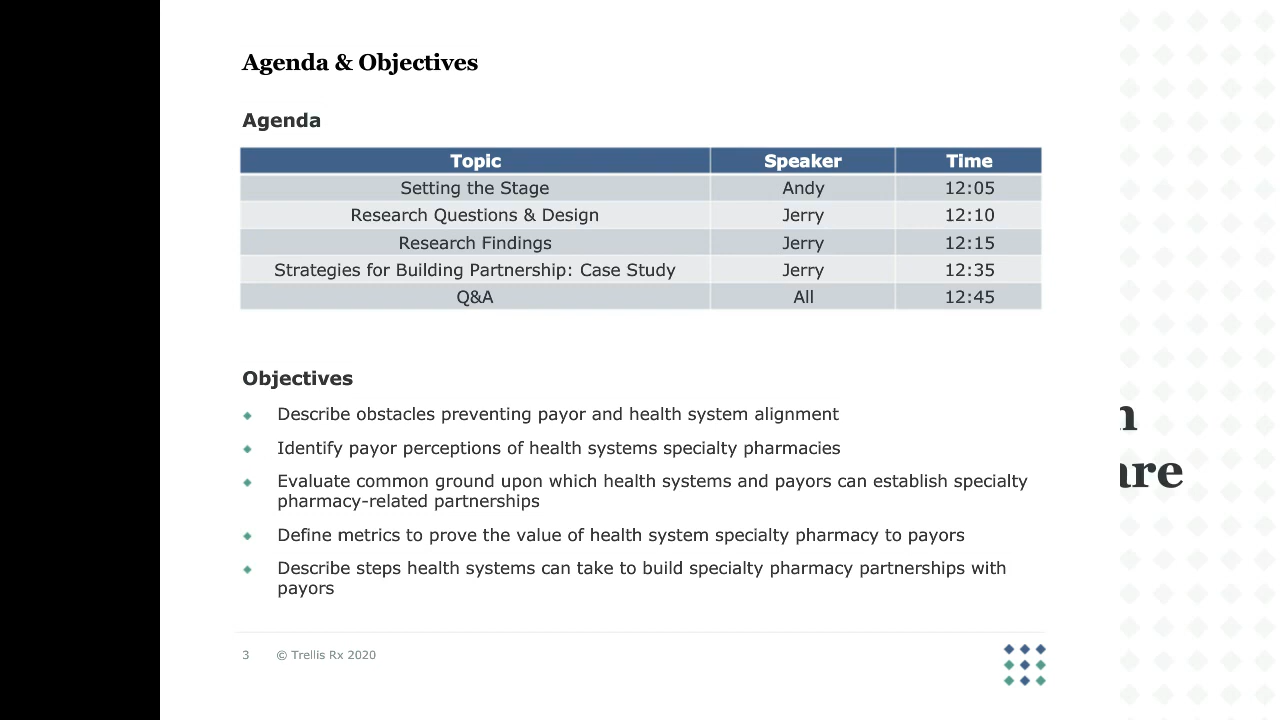 Agenda & Objectives
Agenda
Topic Speaker Time
Setting the Stage Andy 12:05
Research Questions & Design Jerry 12:10
Research Findings Jerry 12:15
Strategies for Building Partnership: Case Study Jerry 12:35
Q&A All 12:45
Objectives
Describe obstacles preventing payor and health system alignment
Identify payor perceptions of health systems specialty pharmacies
Evaluate common ground upon which health systems and payors can establish specialty
pharmacy-related partnerships
Define metrics to prove the value of health system specialty pharmacy to payors
Describe steps health systems can take to build specialty pharmacy partnerships with
payors
3 © Trellis Rx 2020